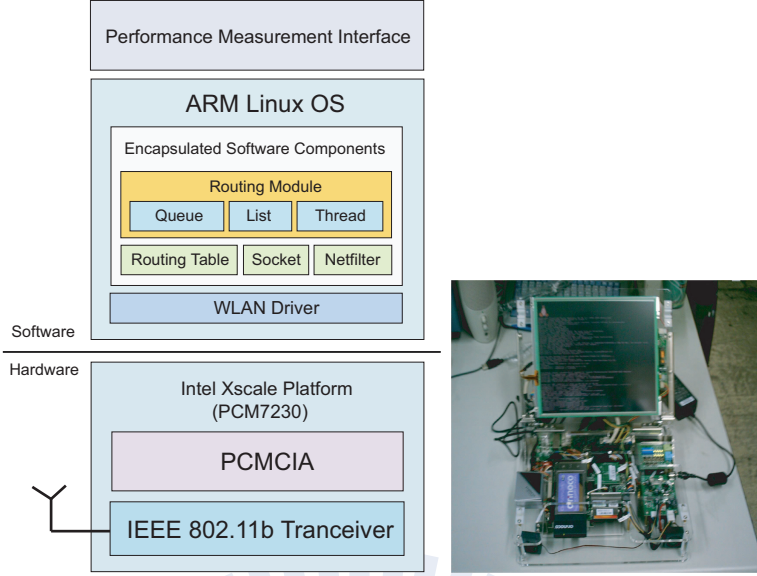 Performance Measurement Interface
ARM Linux OS
Encapsulated Software Components
Routing Module
Queue
List
Thread
Routing Table
Socket
Netfilter
WLAN Driver
Software
Hardware
Intel Xscale Platform
(PCM7230)
PCMCIA
IEEE 802.11b Tranceiver